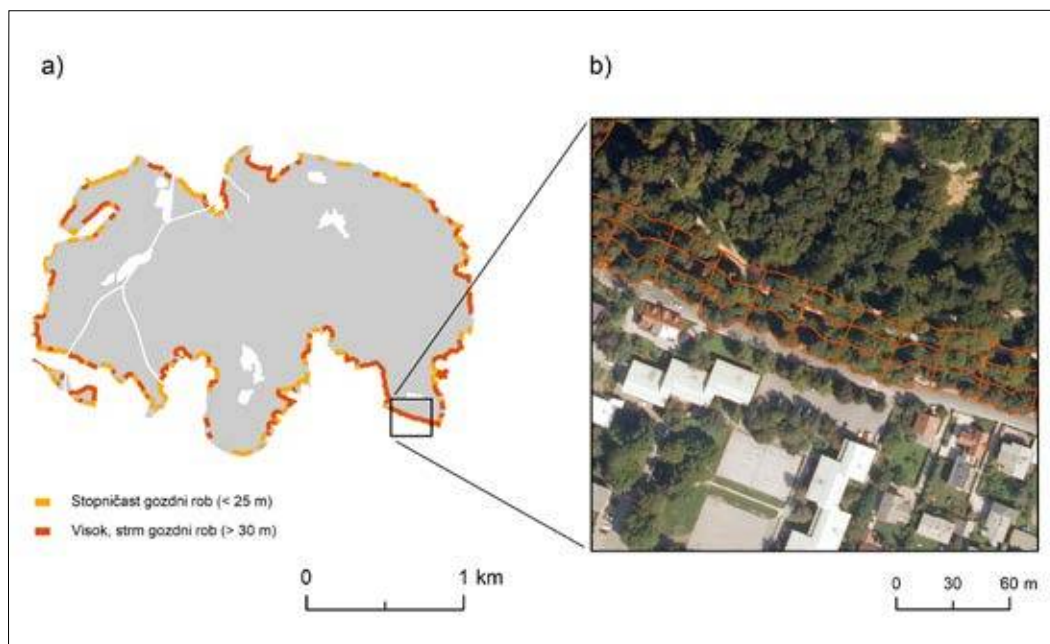 a)
b)
Stopničast gozdni rob (< 25 m)
Visok, strm gozdni rob (> 30 m)
0 1 km
0 30 60 m